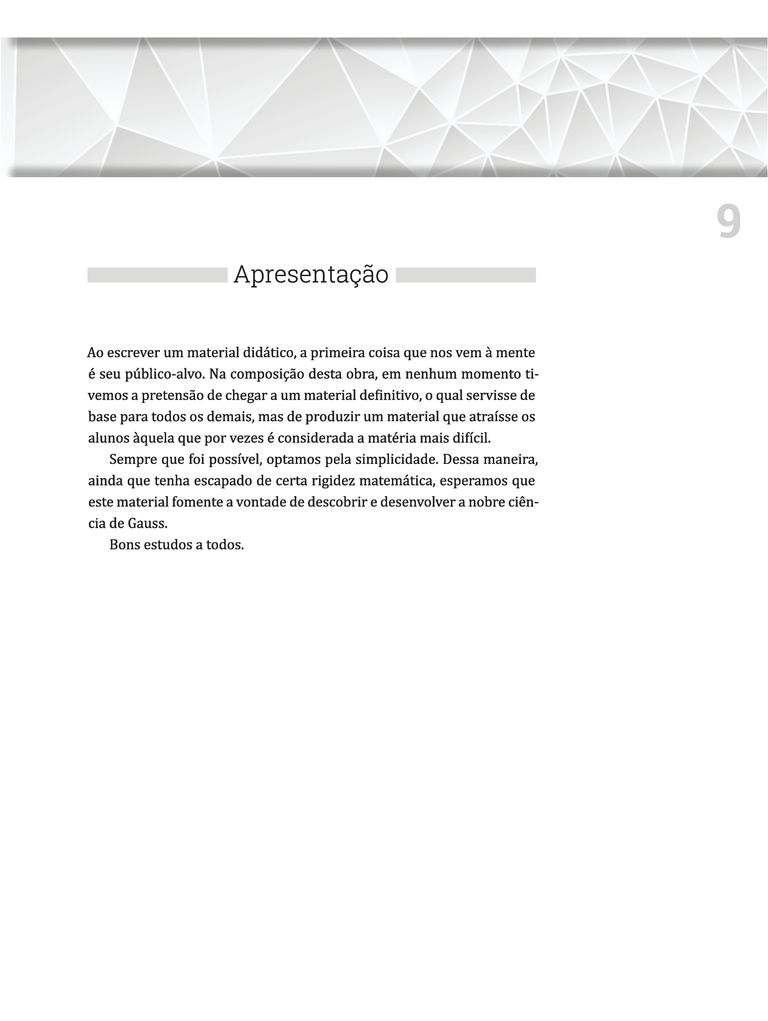 9
Apresentação
Ao escrever um material didático, a primeira coisa que nos vem à mente
é seu público-alvo. Na composição desta obra, em nenhum momento ti-
vemos a pretensão de chegar a um material definitivo, o qual servisse de
base para todos os demais, mas de produzir um material que atraísse os
alunos àquela que por vezes é considerada a matéria mais difícil.
Sempre que foi possível, optamos pela simplicidade. Dessa maneira,
ainda que tenha escapado de certa rigidez matemática, esperamos que
este material fomente a vontade de descobrir e desenvolver a nobre ciên-
cia de Gauss.
Bons estudos a todos.